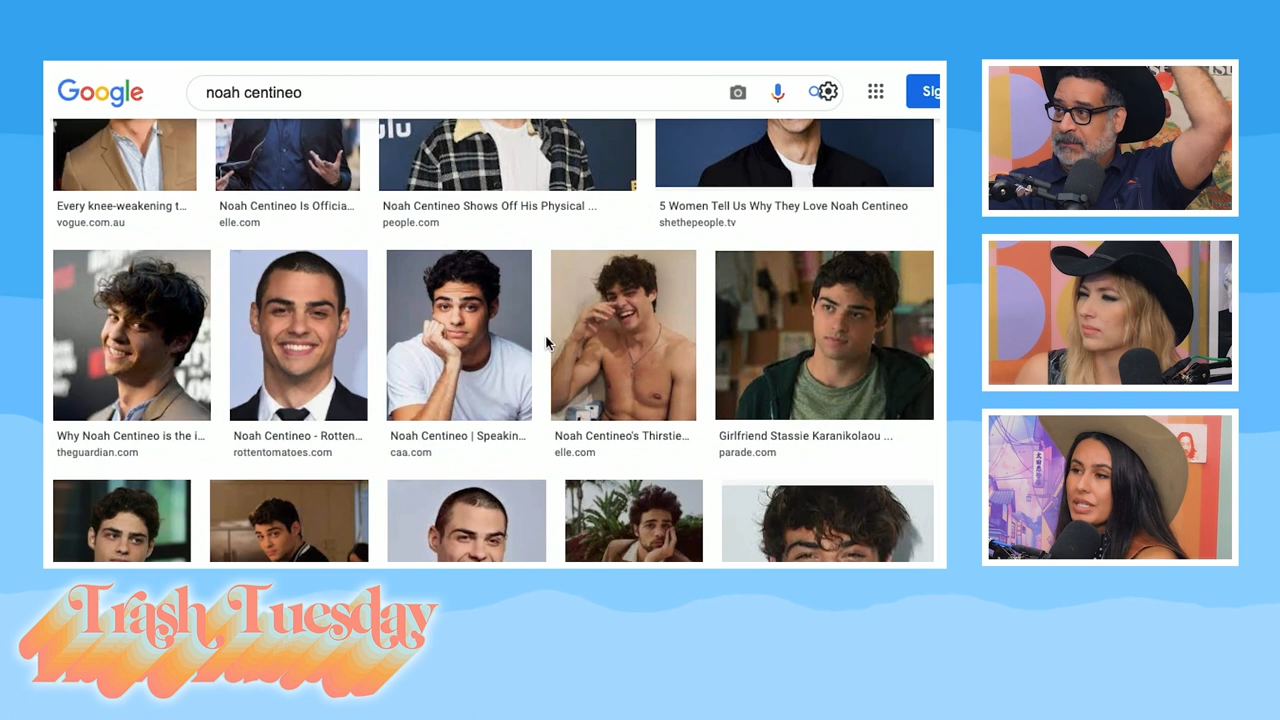 Google
noah centineo
Sig
ulu
Every knee-weakening t...
vogue.com.au
Noah Centineo Is Officia...
elle.com
Noah Centineo Shows Off His Physical ...
people.com
5 Women Tell Us Why They Love Noah Centineo
shethepeople.tv
Why Noah Centineo is the i...
theguardian.com
Noah Centineo - Rotten...
rottentomatoes.com
Noah Centineo | Speakin...
caa.com
Noah Centineo's Thirstie...
elle.com
Girlfriend Stassie Karanikolaou ...
parade.com
Trash Tuesday